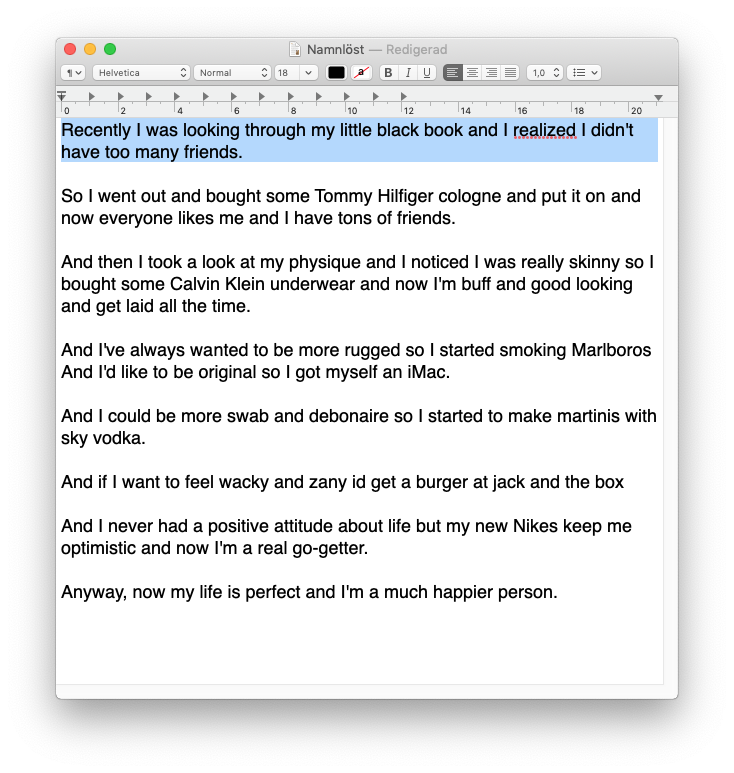 Namnlöst — Redigerad
¶ Helvetica Normal 18 a B I U 1,0
0 2 4 6 8 10 12 14 16 18 20
Recently I was looking through my little black book and I realized I didn't
have too many friends.
So I went out and bought some Tommy Hilfiger cologne and put it on and
now everyone likes me and I have tons of friends.
And then I took a look at my physique and I noticed I was really skinny so I
bought some Calvin Klein underwear and now I'm buff and good looking
and get laid all the time.
And I've always wanted to be more rugged so I started smoking Marlboros
And I'd like to be original so I got myself an iMac.
And I could be more swab and debonaire so I started to make martinis with
sky vodka.
And if I want to feel wacky and zany id get a burger at jack and the box
And I never had a positive attitude about life but my new Nikes keep me
optimistic and now I'm a real go-getter.
Anyway, now my life is perfect and I'm a much happier person.